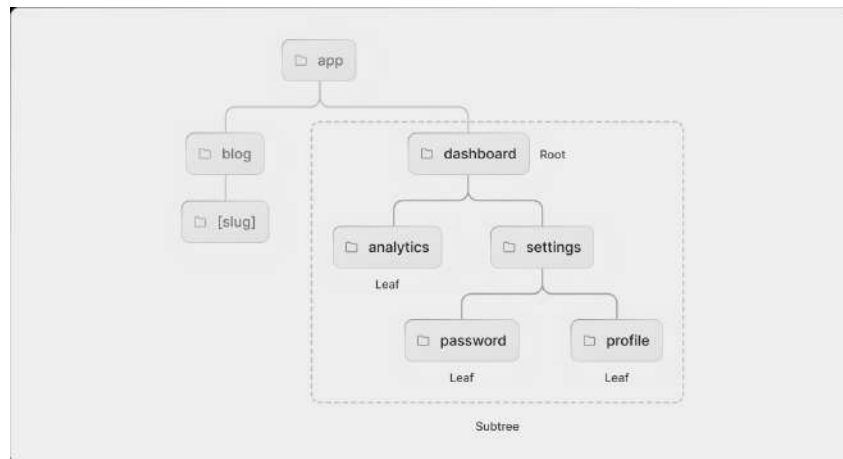 app
blog
dashboard
Root
[slug]
analytics
settings
Leaf
password
profile
Leaf
Leaf
Subtree